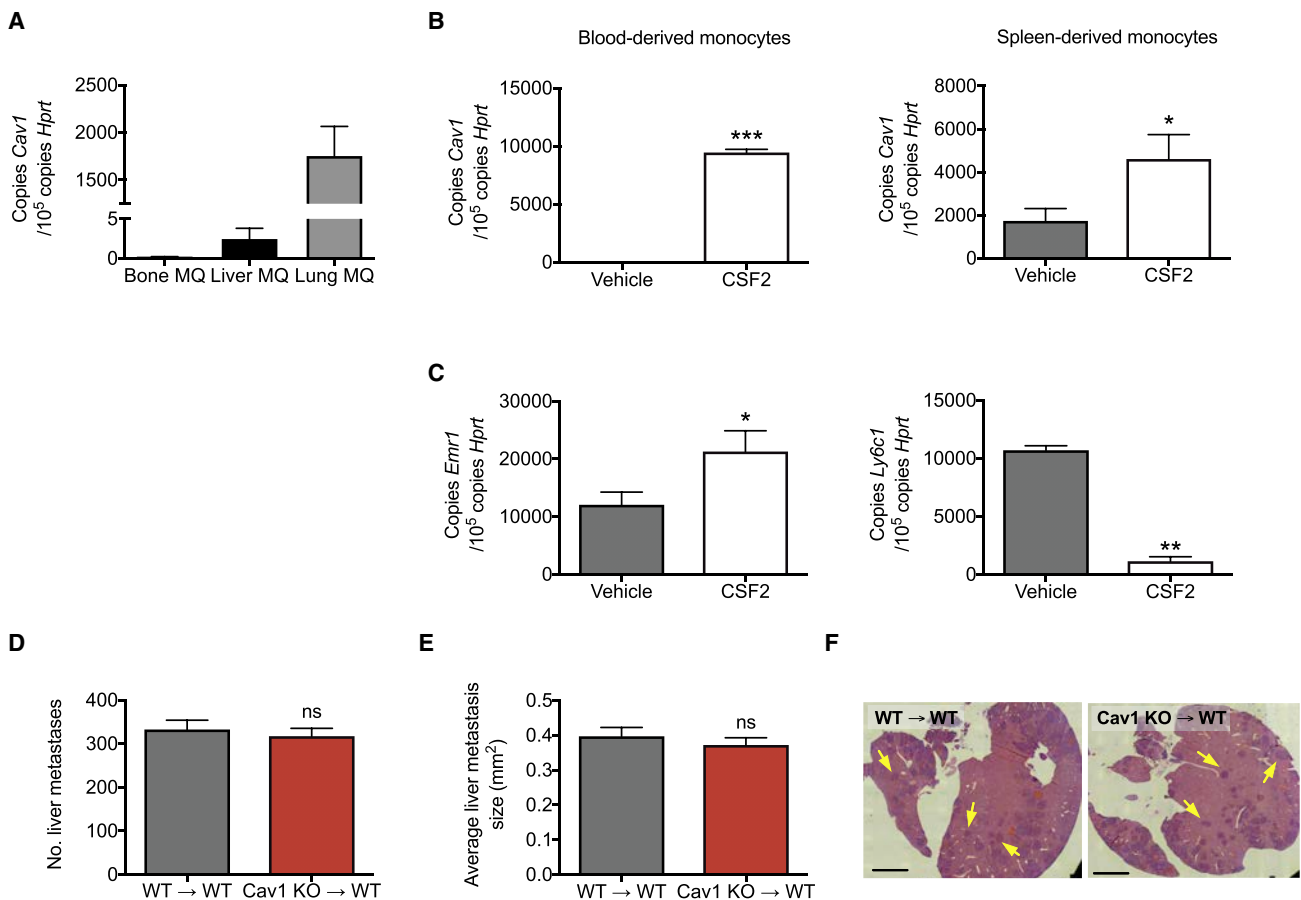 A
Copies Cav1
/10⁵ copies Hprt
2500
2000
1500
5
0
Bone MQ Liver MQ Lung MQ
B
Blood-derived monocytes
Copies Cav1
/10⁵ copies Hprt
15000
10000
5000
0
***
Vehicle CSF2
Spleen-derived monocytes
Copies Cav1
/10⁵ copies Hprt
8000
6000
4000
2000
0
*
Vehicle CSF2
C
Copies Emr1
/10⁵ copies Hprt
30000
20000
10000
0
*
Vehicle CSF2
Copies Ly6c1
/10⁵ copies Hprt
15000
10000
5000
0
**
Vehicle CSF2
D
No. liver metastases
400
300
200
100
0
ns
WT → WT Cav1 KO → WT
E
Average liver metastasis
size (mm²)
0.5
0.4
0.3
0.2
0.1
0.0
ns
WT → WT Cav1 KO → WT
F
WT → WT
Cav1 KO → WT